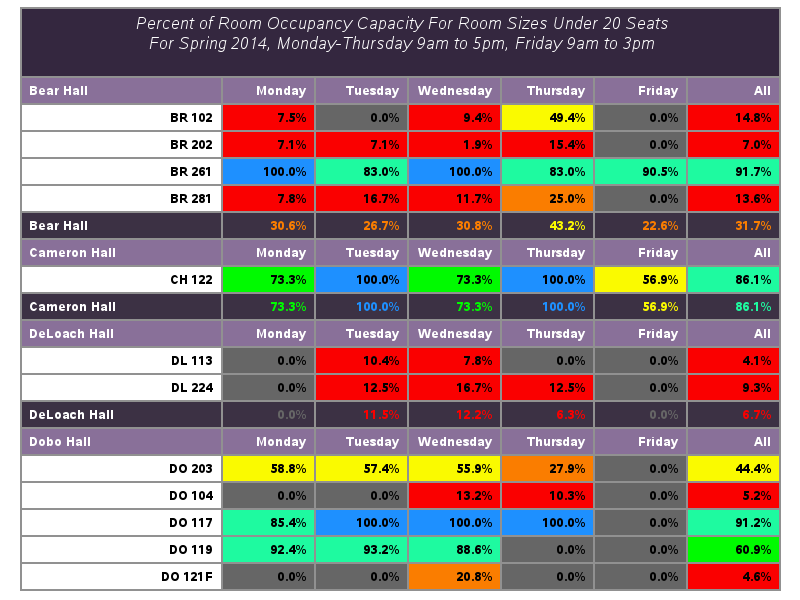 Percent of Room Occupancy Capacity For Room Sizes Under 20 Seats
For Spring 2014, Monday-Thursday 9am to 5pm, Friday 9am to 3pm
Bear Hall Monday Tuesday Wednesday Thursday Friday All
BR 102 7.5% 0.0% 9.4% 49.4% 0.0% 14.8%
BR 202 7.1% 7.1% 1.9% 15.4% 0.0% 7.0%
BR 261 100.0% 83.0% 100.0% 83.0% 90.5% 91.7%
BR 281 7.8% 16.7% 11.7% 25.0% 0.0% 13.6%
Bear Hall 30.6% 26.7% 30.8% 43.2% 22.6% 31.7%
Cameron Hall Monday Tuesday Wednesday Thursday Friday All
CH 122 73.3% 100.0% 73.3% 100.0% 56.9% 86.1%
Cameron Hall 73.3% 100.0% 73.3% 100.0% 56.9% 86.1%
DeLoach Hall Monday Tuesday Wednesday Thursday Friday All
DL 113 0.0% 10.4% 7.8% 0.0% 0.0% 4.1%
DL 224 0.0% 12.5% 16.7% 12.5% 0.0% 9.3%
DeLoach Hall 0.0% 11.5% 12.2% 6.3% 0.0% 6.7%
Dobo Hall Monday Tuesday Wednesday Thursday Friday All
DO 203 58.8% 57.4% 55.9% 27.9% 0.0% 44.4%
DO 104 0.0% 0.0% 13.2% 10.3% 0.0% 5.2%
DO 117 85.4% 100.0% 100.0% 100.0% 0.0% 91.2%
DO 119 92.4% 93.2% 88.6% 0.0% 0.0% 60.9%
DO 121F 0.0% 0.0% 20.8% 0.0% 0.0% 4.6%